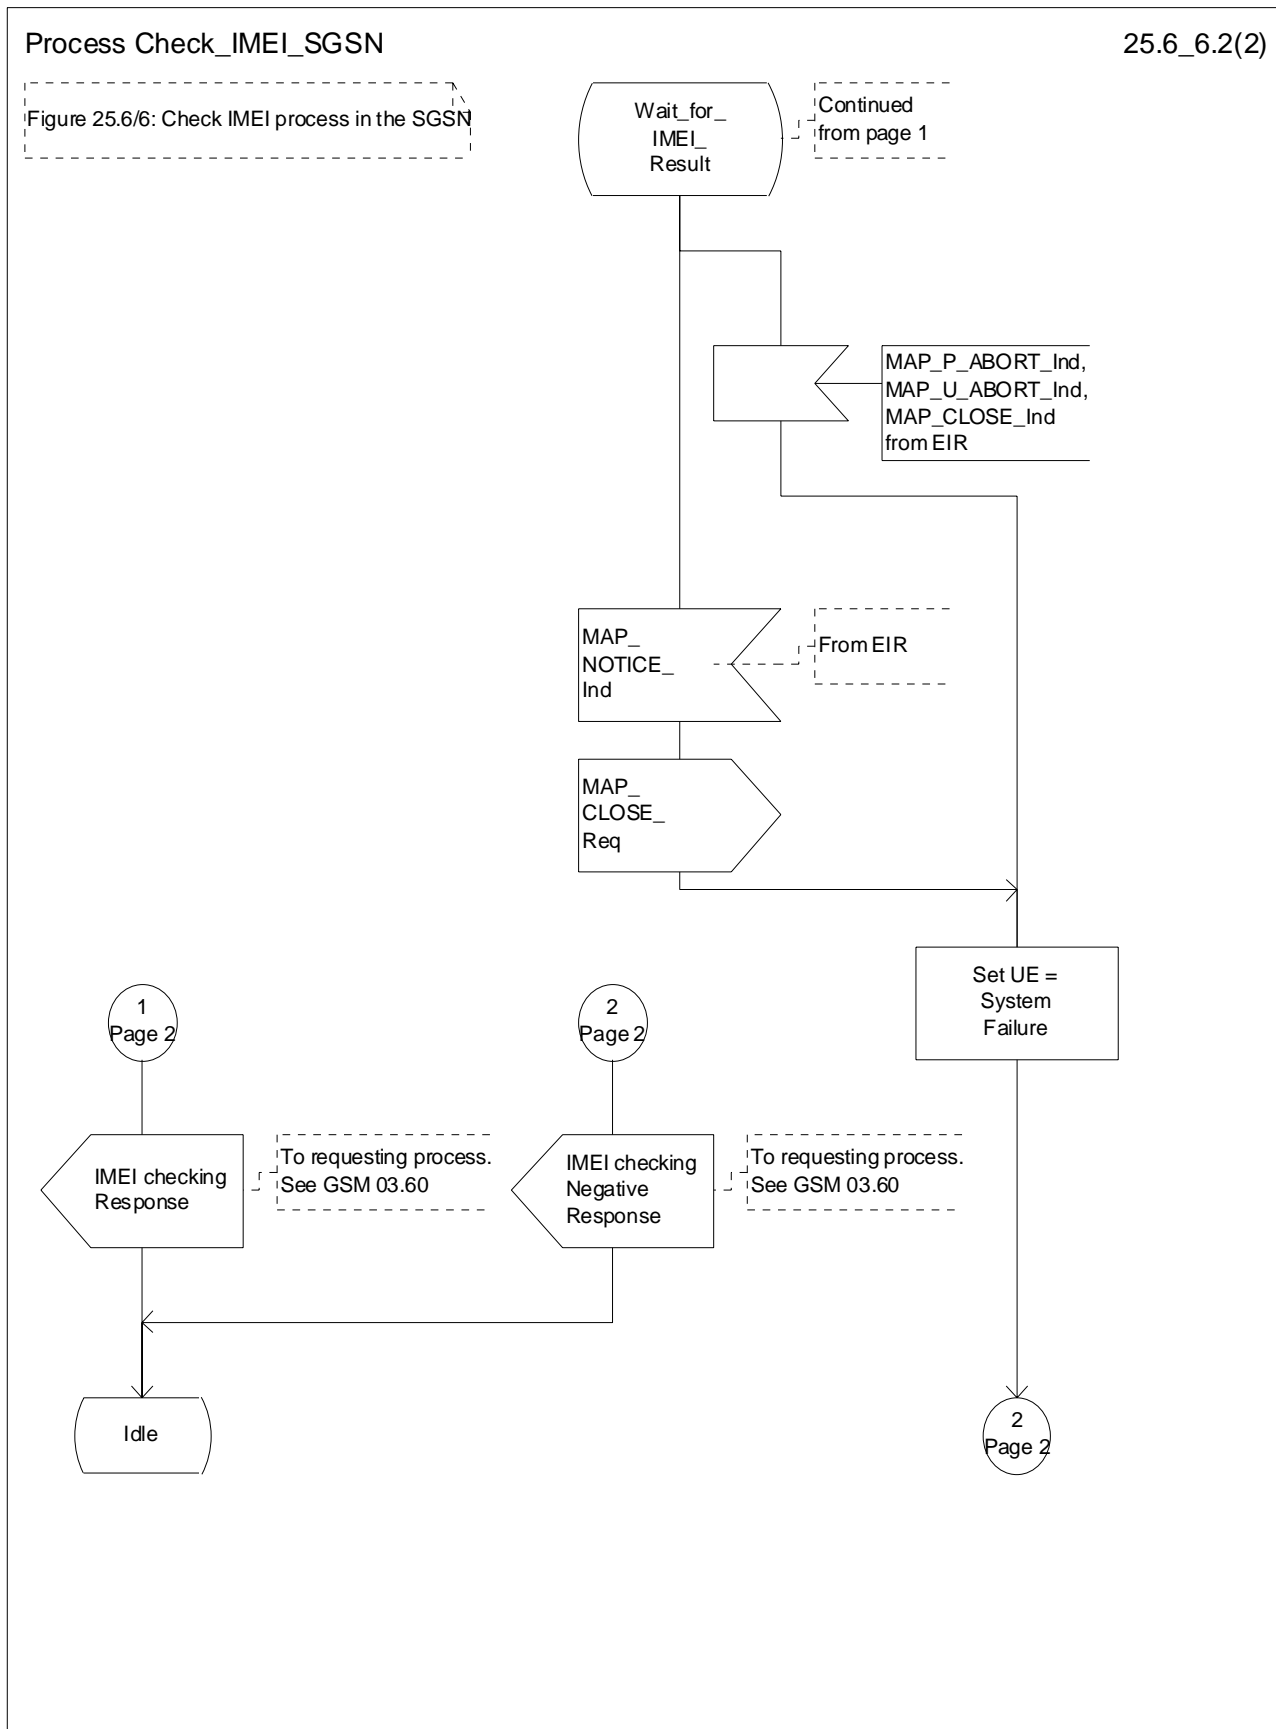 Process Check_IMEI_SGSN
25.6_6.2(2)
Figure 25.6/6: Check IMEI process in the SGSN
Wait_for_
IMEI_
Result
Continued
from page 1
MAP_P_ABORT_Ind,
MAP_U_ABORT_Ind,
MAP_CLOSE_Ind
from EIR
MAP_
NOTICE_
Ind
From EIR
MAP_
CLOSE_
Req
Set UE =
System
Failure
1
Page 2
2
Page 2
IMEI checking
Response
To requesting process.
See GSM 03.60
IMEI checking
Negative
Response
To requesting process.
See GSM 03.60
Idle
2
Page 2